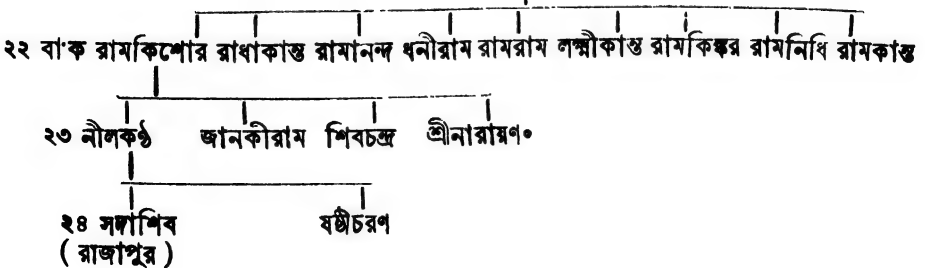 ২২ বা·ক রামকিশোর রাধাকান্ত রামানন্দ ধনীরাম রামরাম লক্ষ্মীকান্ত রামকিঙ্কর রামনিধি রামকান্ত
২৩ নীলকণ্ঠ জানকীরাম শিবচন্দ্র শ্রীনারায়ণ॰
২৪ সদাশিব ষষ্ঠীচরণ
( রাজাপুর )